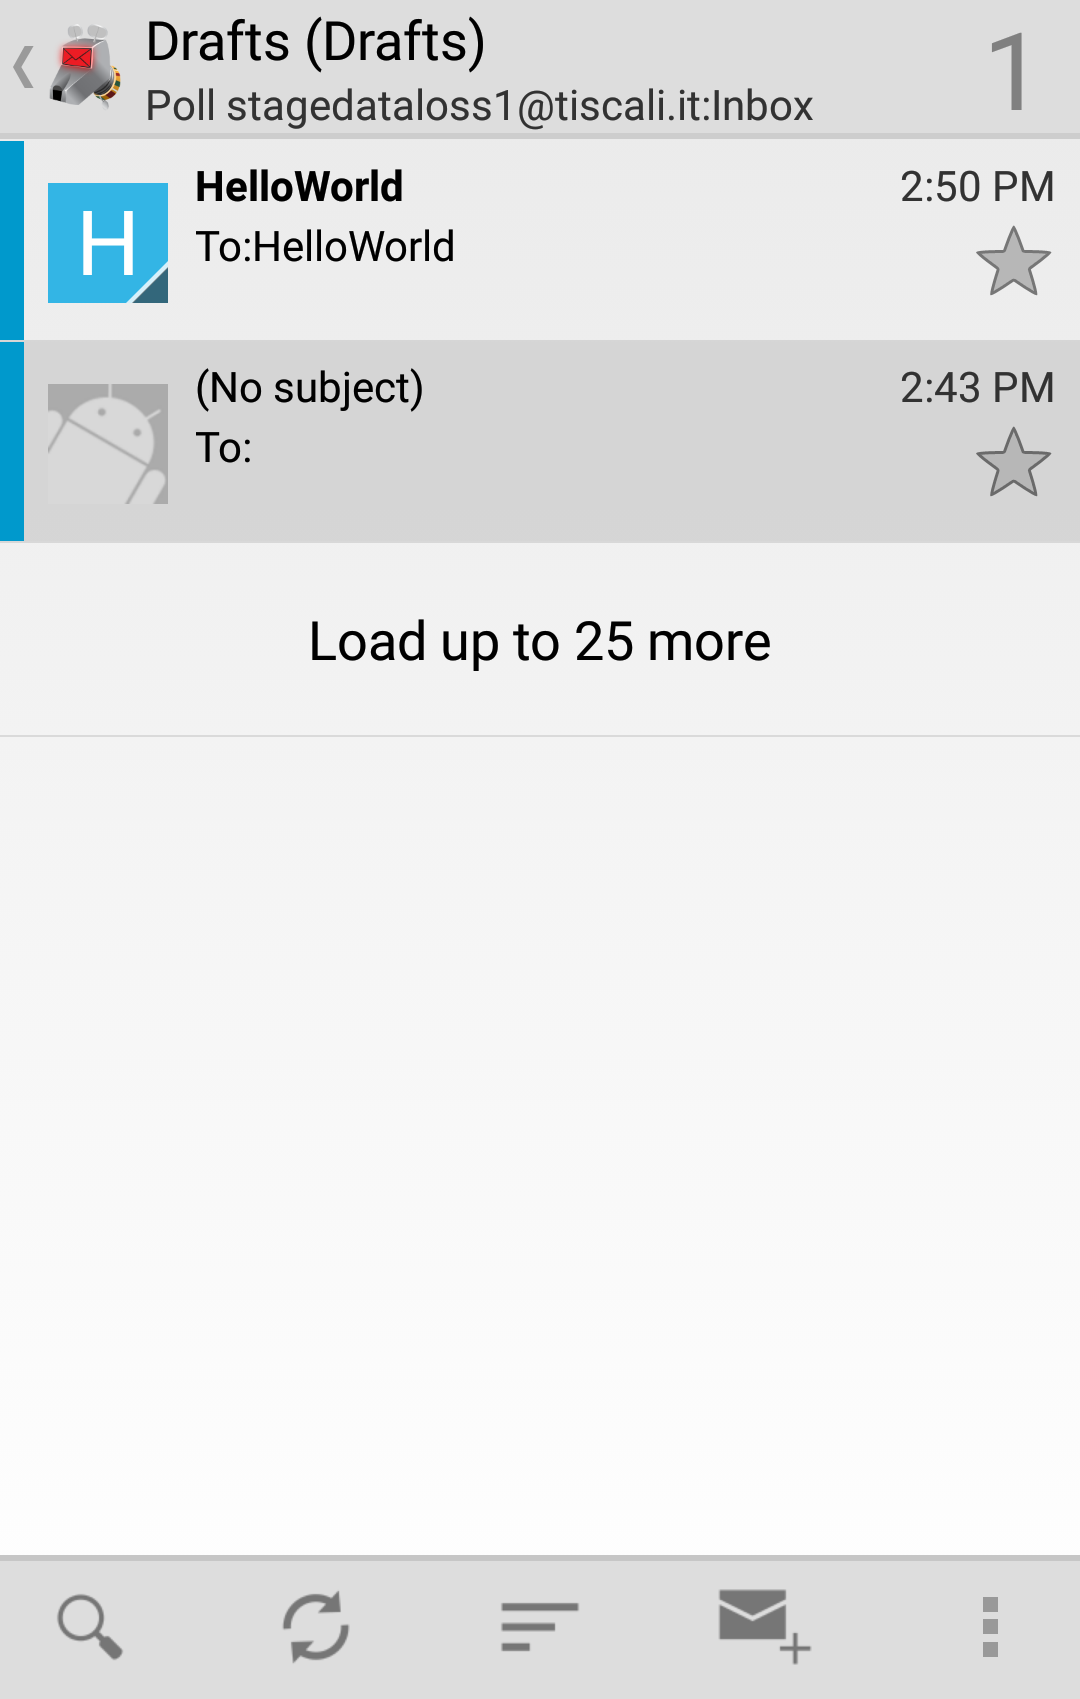 Drafts (Drafts)
1
Poll stagedataloss1@tiscali.it:Inbox
H
HelloWorld
2:50 PM
To:HelloWorld
(No subject)
2:43 PM
To:
Load up to 25 more